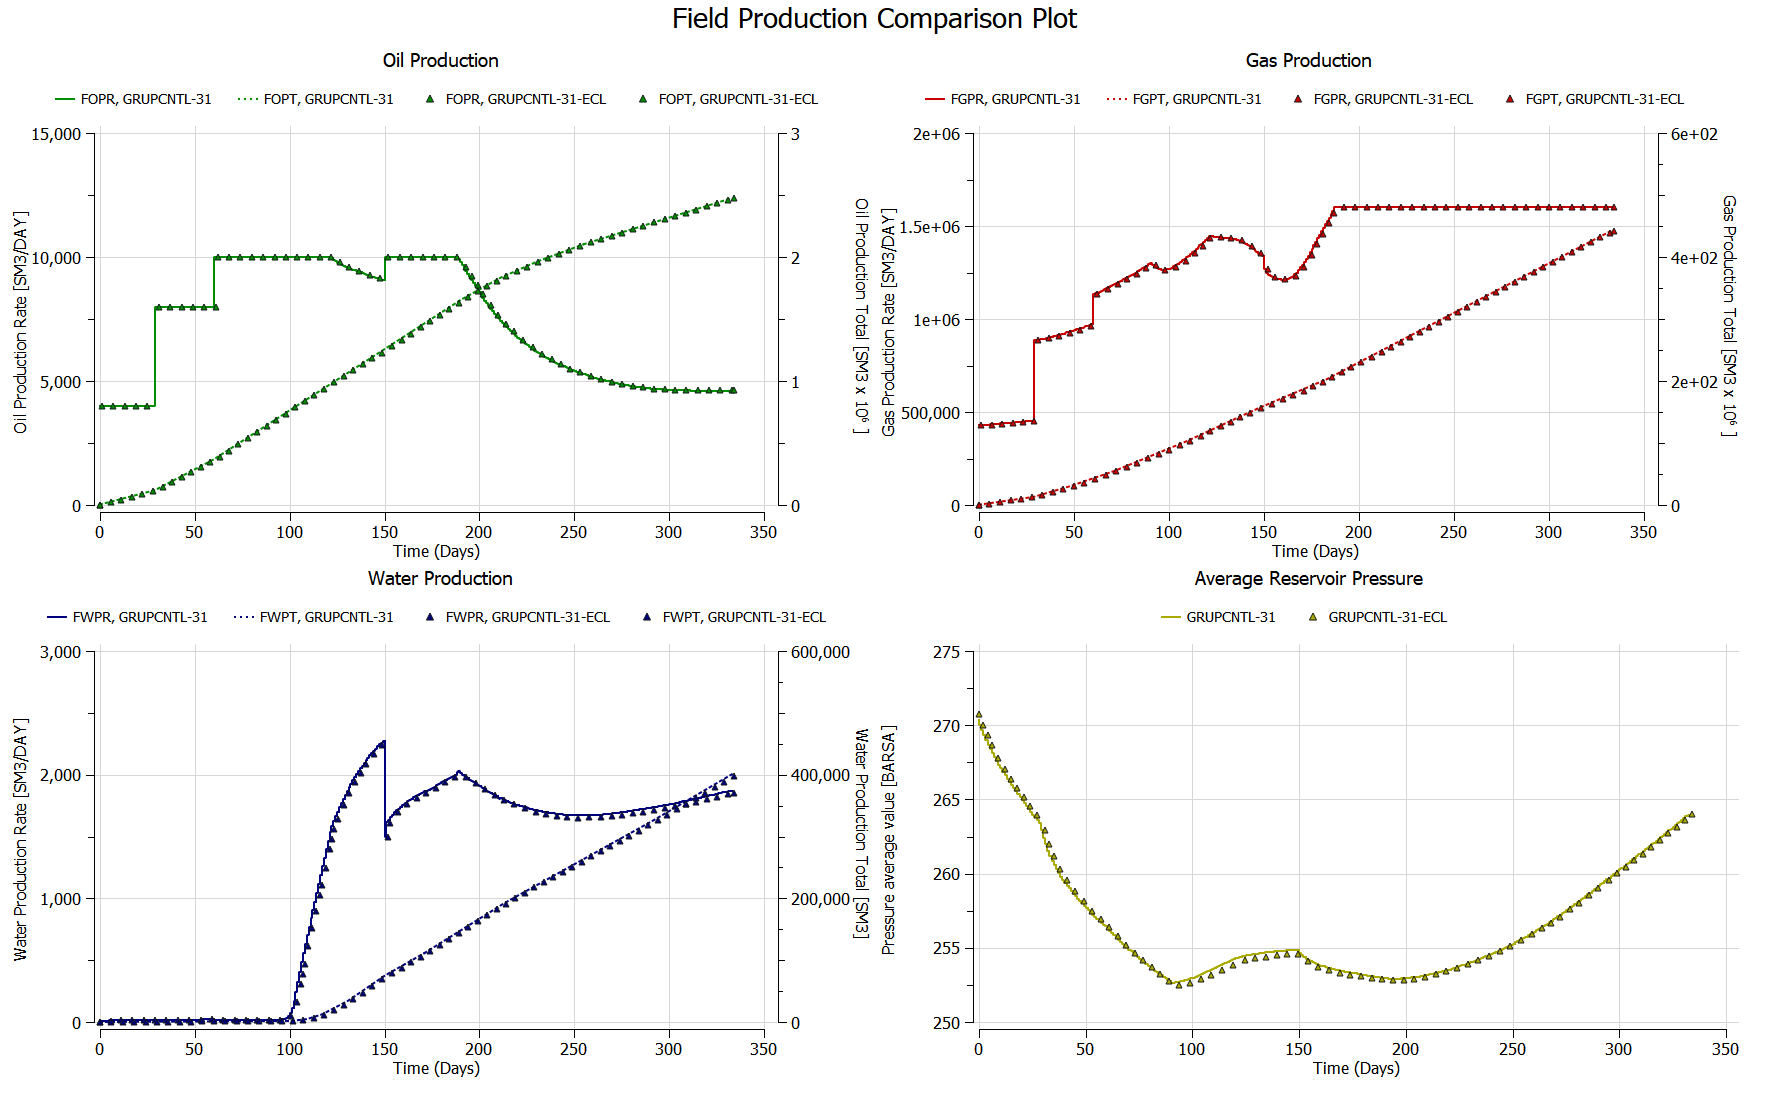 Field Production Comparison Plot
Oil Production
FOPR, GRUPCNTL-31 FOPT, GRUPCNTL-31 FOPR, GRUPCNTL-31-ECL FOPT, GRUPCNTL-31-ECL
15,000
10,000
5,000
0
3
2
1
0
Oil Production Rate [SM3/DAY]
Oil Production Total [SM3 x 10⁶ ]
0 50 100 150 200 250 300 350
Time (Days)
Gas Production
FGPR, GRUPCNTL-31 FGPT, GRUPCNTL-31 FGPR, GRUPCNTL-31-ECL FGPT, GRUPCNTL-31-ECL
2e+06
1.5e+06
1e+06
500,000
0
6e+02
4e+02
2e+02
0
Gas Production Rate [SM3/DAY]
Gas Production Total [SM3 x 10⁶ ]
0 50 100 150 200 250 300 350
Time (Days)
Water Production
FWPR, GRUPCNTL-31 FWPT, GRUPCNTL-31 FWPR, GRUPCNTL-31-ECL FWPT, GRUPCNTL-31-ECL
3,000
2,000
1,000
0
600,000
400,000
200,000
0
Water Production Rate [SM3/DAY]
Water Production Total [SM3]
0 50 100 150 200 250 300 350
Time (Days)
Average Reservoir Pressure
GRUPCNTL-31 GRUPCNTL-31-ECL
275
270
265
260
255
250
Pressure average value [BARSA]
0 50 100 150 200 250 300 350
Time (Days)